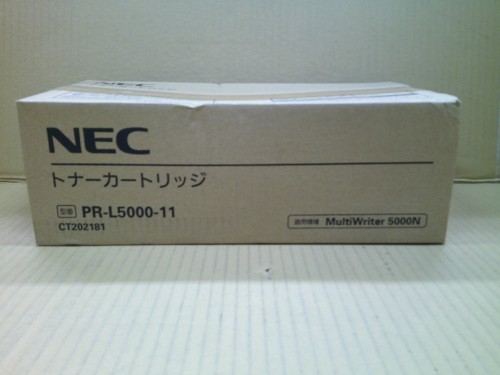 NEC
トナーカートリッジ
型番 PR-L5000-11
CT202181
適用機種 MultiWriter 5000N